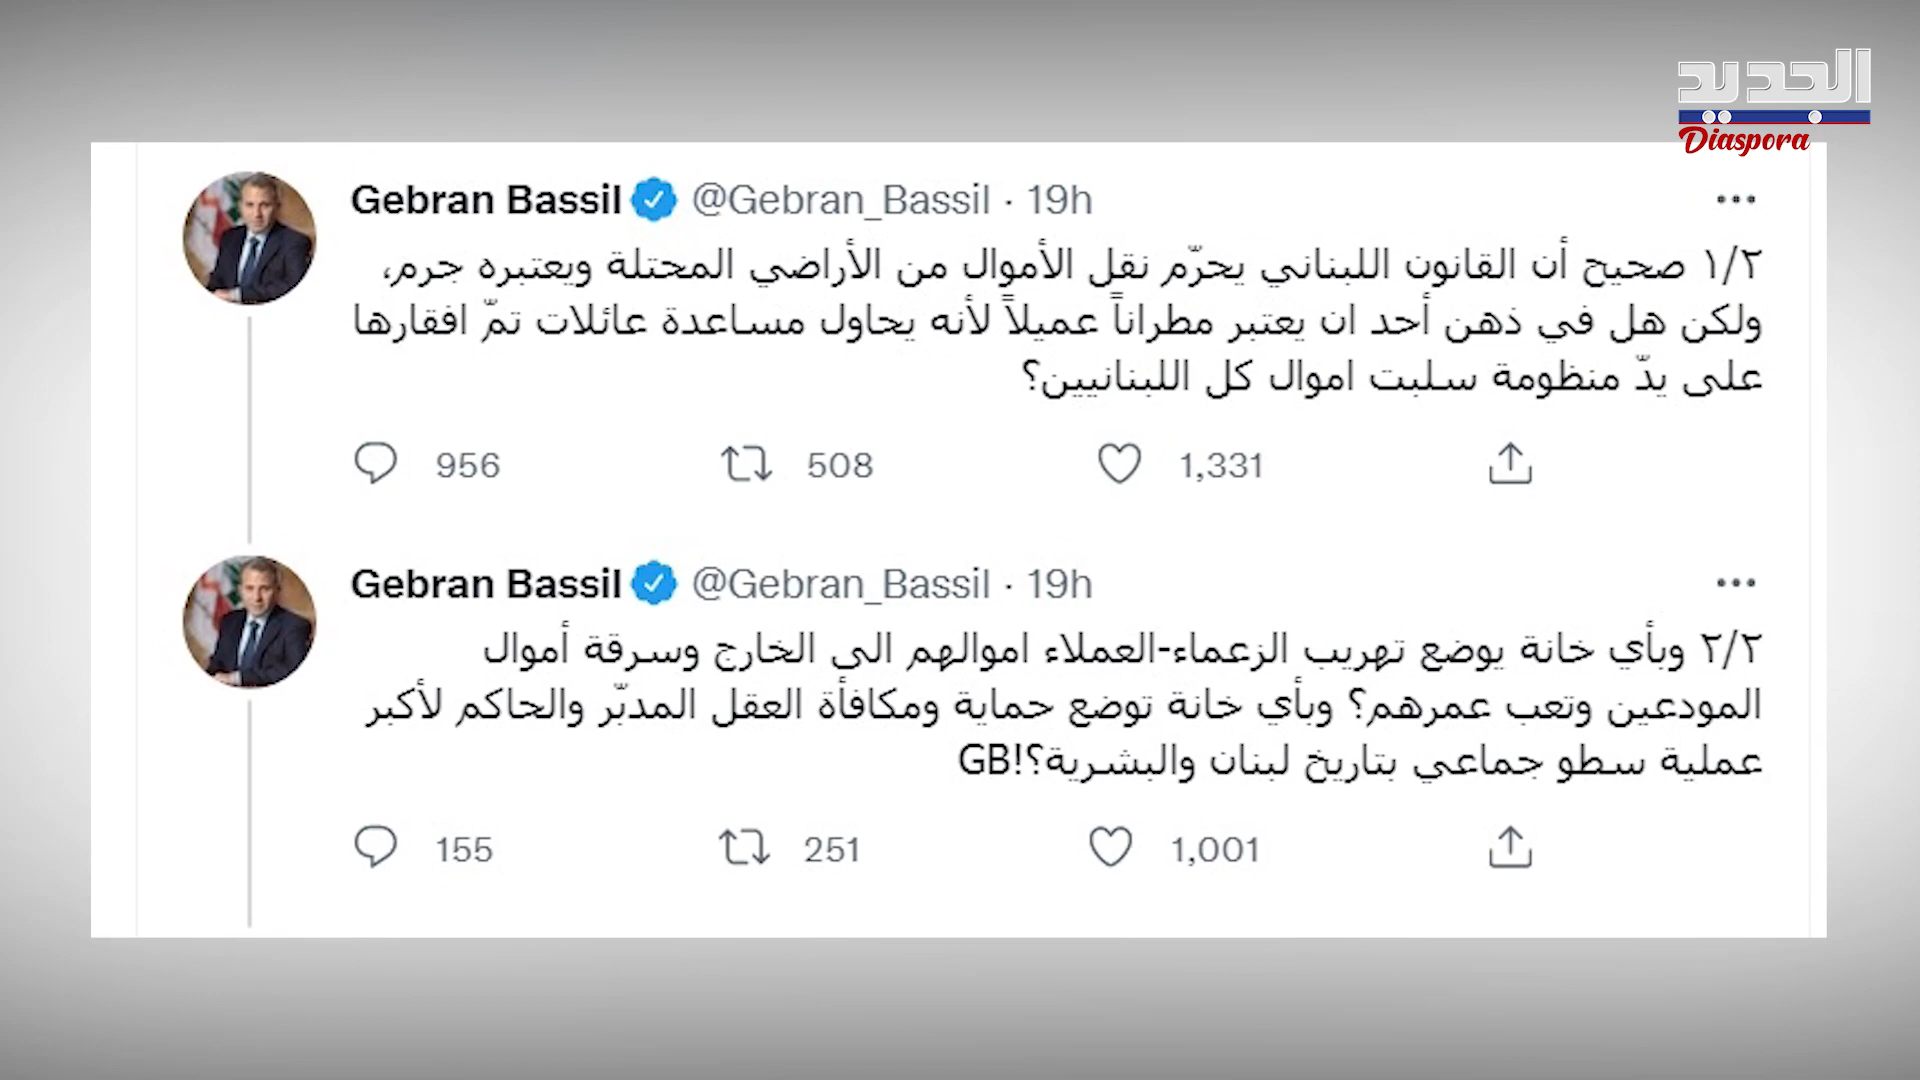 الجديد
Diaspora
Gebran Bassil @Gebran_Bassil · 19h
١/٢ صحيح أن القانون اللبناني يحرّم نقل الأموال من الأراضي المحتلة ويعتبره جرم،
ولكن هل في ذهن أحد ان يعتبر مطراناً عميلاً لأنه يحاول مساعدة عائلات تمّ افقارها
على يدّ منظومة سلبت اموال كل اللبنانيين؟
956 508 1,331
Gebran Bassil @Gebran_Bassil · 19h
٢/٢ وبأي خانة يوضع تهريب الزعماء-العملاء اموالهم الى الخارج وسرقة أموال
المودعين وتعب عمرهم؟ وبأي خانة توضع حماية ومكافأة العقل المدبّر والحاكم لأكبر
عملية سطو جماعي بتاريخ لبنان والبشرية؟!GB
155 251 1,001